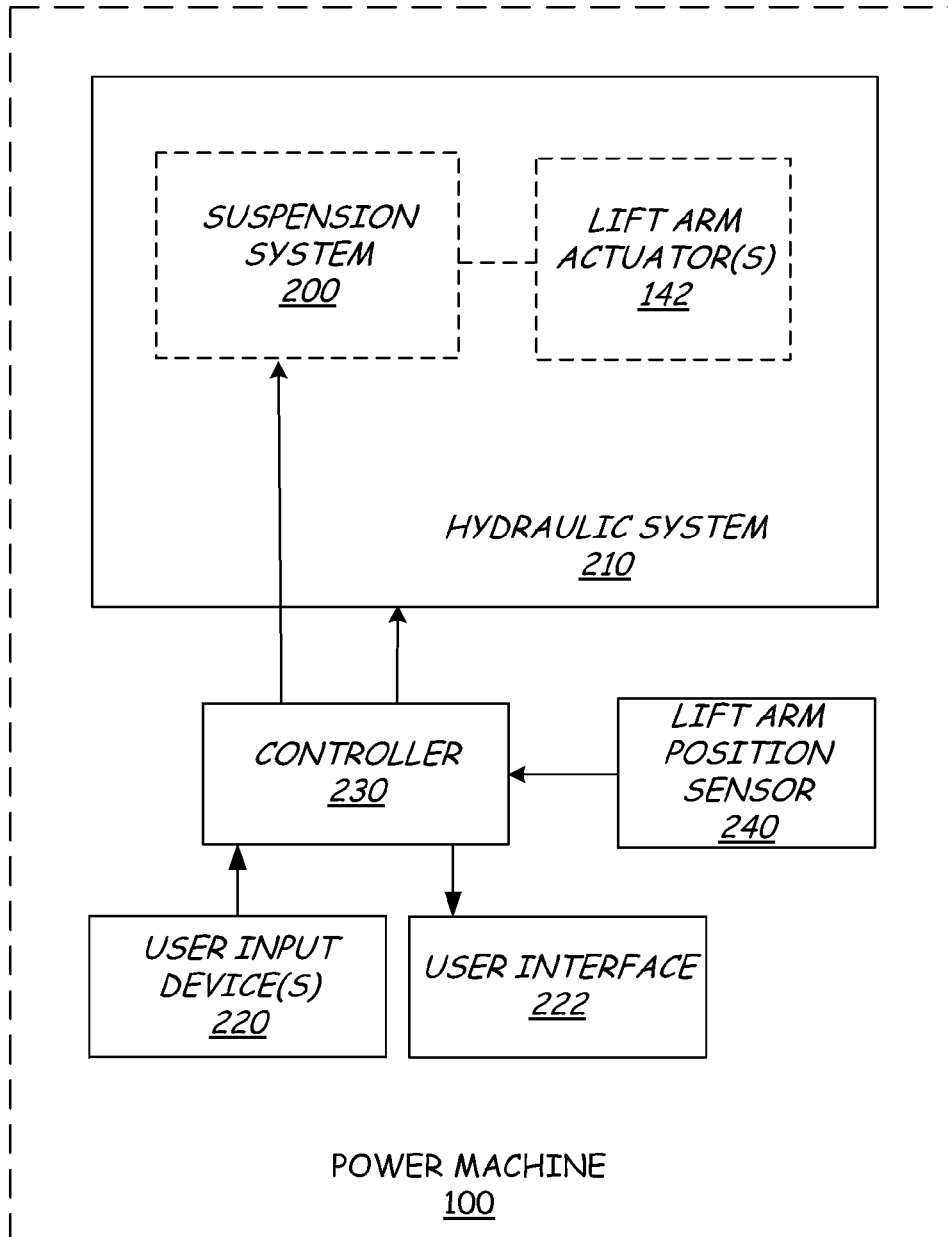 SUSPENSION
SYSTEM
200
LIFT ARM
ACTUATOR(S)
142
HYDRAULIC SYSTEM
210
CONTROLLER
230
LIFT ARM
POSITION
SENSOR
240
USER INPUT
DEVICE(S)
220
USER INTERFACE
222
POWER MACHINE
100